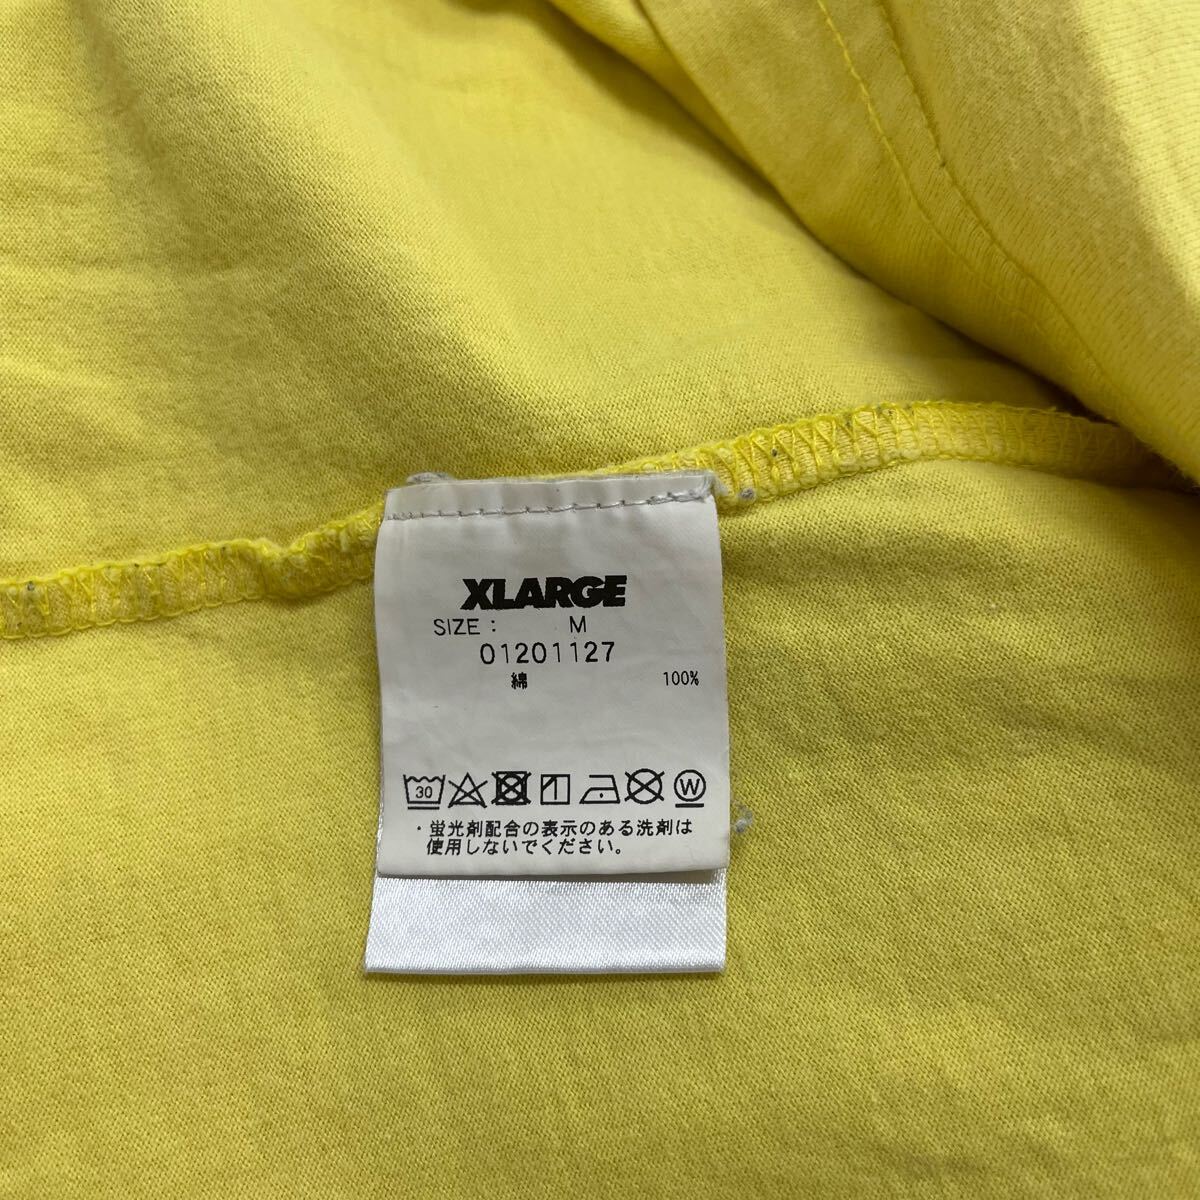 XLARGE
SIZE : M
01201127
綿 100%
30 W
・蛍光剤配合の表示のある洗剤は
使用しないでください。